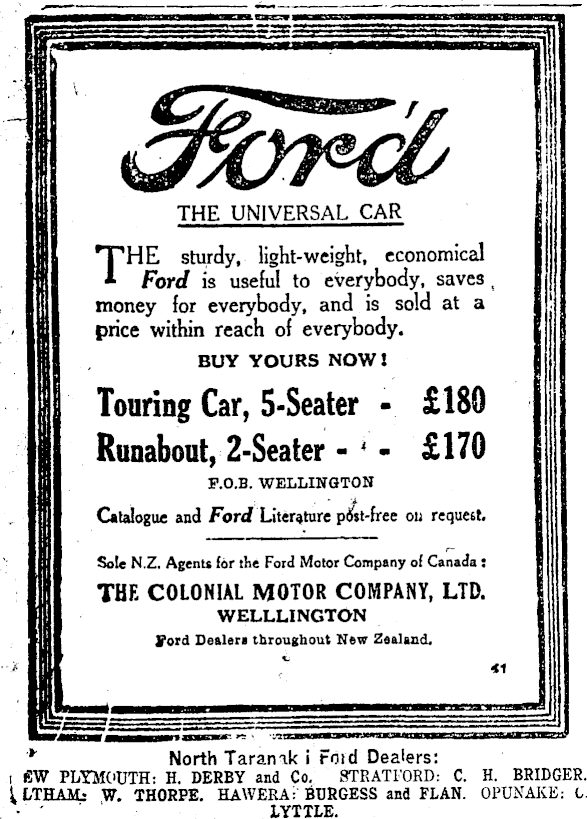 Ford
THE UNIVERSAL CAR
THE sturdy, light-weight, economical
Ford is useful to everybody, saves
money for everybody, and is sold at a
price within reach of everybody.
BUY YOURS NOW!
Touring Car, 5-Seater - £180
Runabout, 2-Seater - - £170
F.O.B. WELLINGTON
Catalogue and Ford Literature post-free on request.
Sole N.Z. Agents for the Ford Motor Company of Canada:
THE COLONIAL MOTOR COMPANY, LTD.
WELLLINGTON
Ford Dealers throughout New Zealand.
41
North Taranaki Ford Dealers:
EW PLYMOUTH: H. DERBY and Co. STRATFORD: C. H. BRIDGER.
LTHAM: W. THORPE. HAWERA: BURGESS and FLAN. OPUNAKE: C.
LYTTLE.